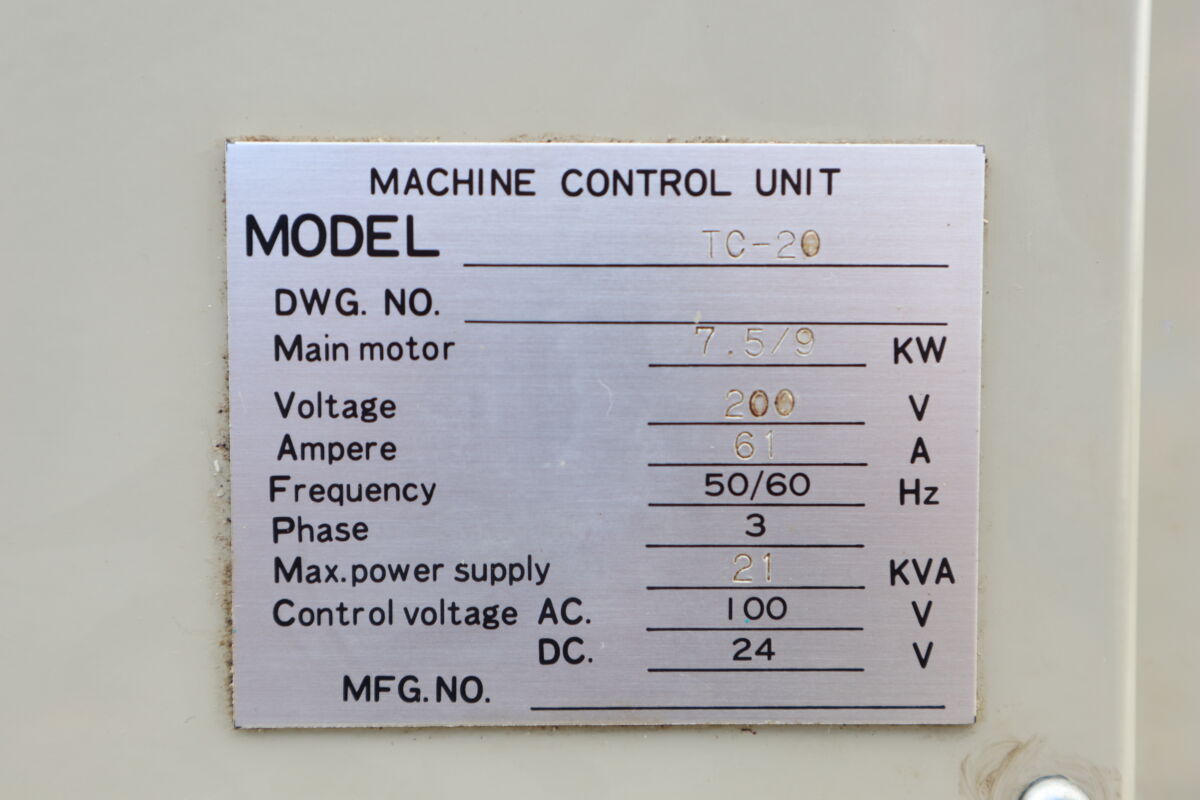 MACHINE CONTROL UNIT
MODEL TC-20
DWG. NO.
Main motor 7.5/9 KW
Voltage 200 V
Ampere 61 A
Frequency 50/60 Hz
Phase 3
Max.power supply 21 KVA
Control voltage AC. 100 V
DC. 24 V
MFG.NO.